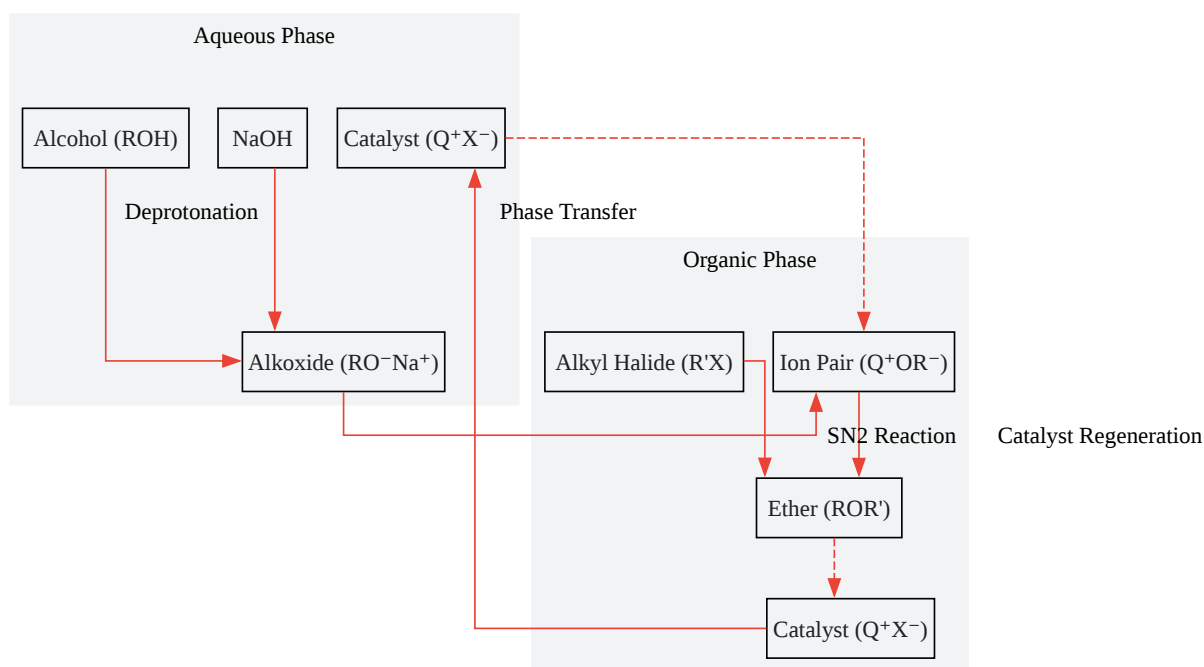 Aqueous Phase
Alcohol (ROH)
NaOH
Catalyst (Q⁺X⁻)
Deprotonation
Phase Transfer
Organic Phase
Alkoxide (RO⁻Na⁺)
Alkyl Halide (R'X)
Ion Pair (Q⁺OR⁻)
SN2 Reaction
Catalyst Regeneration
Ether (ROR')
Catalyst (Q⁺X⁻)